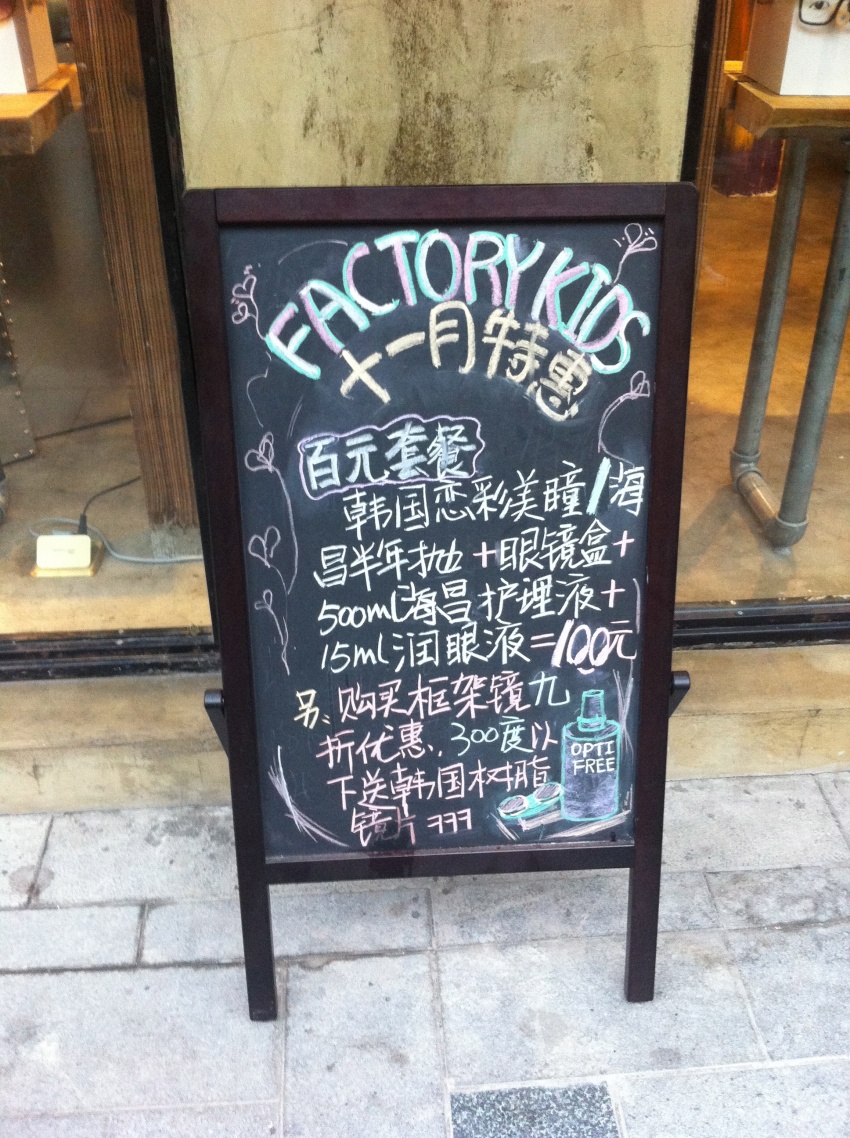 FACTORY KIDS
十一月特惠
百元套餐
韩国恋彩美瞳/海
昌半年抛+眼镜盒+
500ml海昌护理液+
15ml润眼液=100元
另、购买框架镜九
折优惠,300度以
下送韩国树脂
镜片
OPTI
FREE